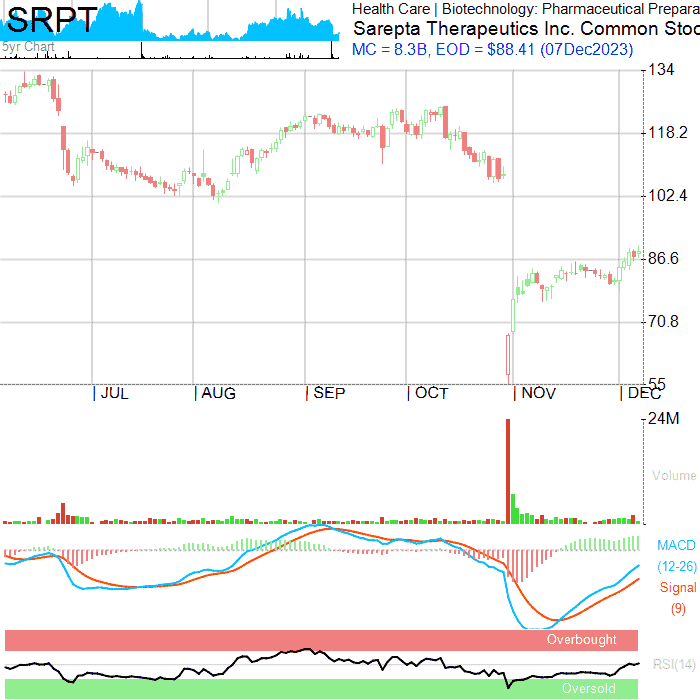 SRPT
5yr Chart
Health Care | Biotechnology: Pharmaceutical Prepara
Sarepta Therapeutics Inc. Common Stoc
MC = 8.3B, EOD = $88.41 (07Dec2023)
134
118.2
102.4
86.6
70.8
55
JUL AUG SEP OCT NOV DEC
24M
Volume
MACD
(12-26)
Signal
(9)
Overbought
RSI(14)
Oversold